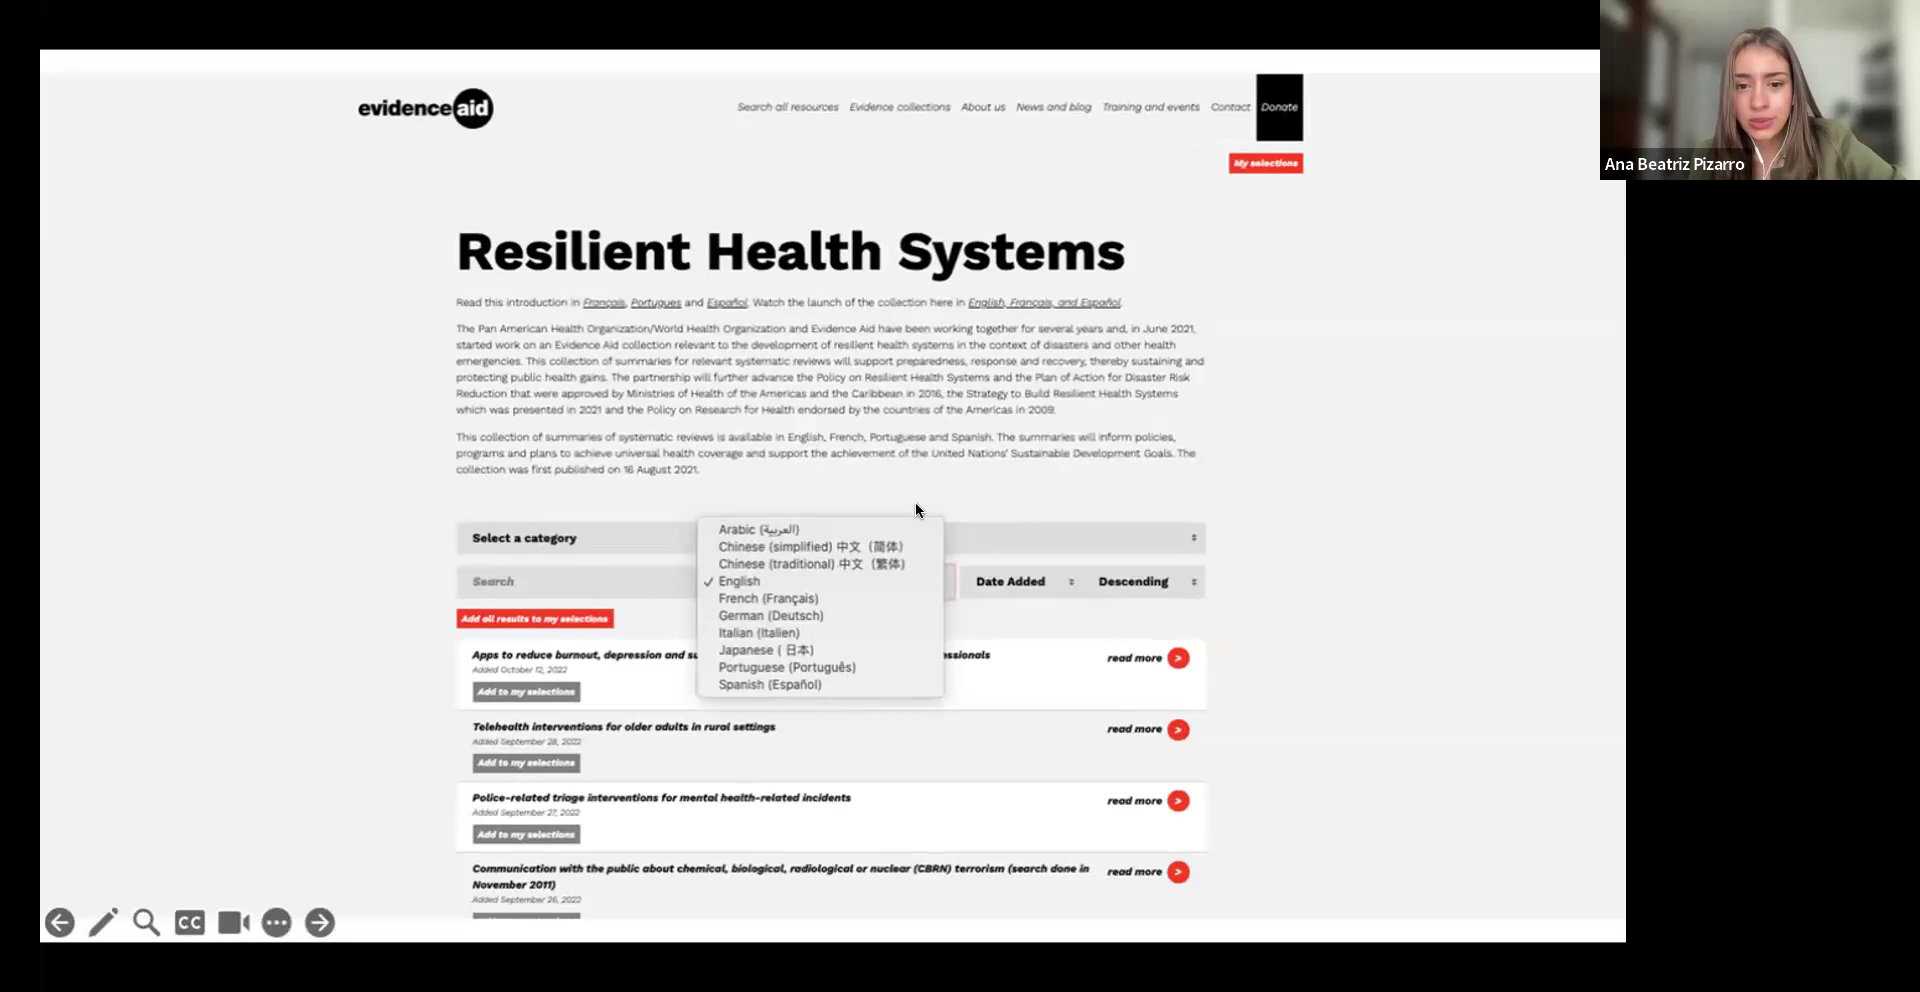 evidence aid
Search all resources Evidence collections About us News and blog Training and events Contact Donate
Ana Beatriz Pizarro
My selections
Resilient Health Systems
Read this introduction in Français, Portugues and Español. Watch the launch of the collection here in English, Français, and Español.
The Pan American Health Organization/World Health Organization and Evidence Aid have been working together for several years and, in June 2021,
started work on an Evidence Aid collection relevant to the development of resilient health systems in the context of disasters and other health
emergencies. This collection of summaries for relevant systematic reviews will support preparedness, response and recovery, thereby sustaining and
protecting public health gains. The partnership will further advance the Policy on Resilient Health Systems and the Plan of Action for Disaster Risk
Reduction that were approved by Ministries of Health of the Americas and the Caribbean in 2016, the Strategy to Build Resilient Health Systems
which was presented in 2021 and the Policy on Research for Health endorsed by the countries of the Americas in 2009.
This collection of summaries of systematic reviews is available in English, French, Portuguese and Spanish. The summaries will inform policies,
programs and plans to achieve universal health coverage and support the achievement of the United Nations' Sustainable Development Goals. The
collection was first published on 16 August 2021.
Select a category
Arabic (العربية)
Chinese (simplified) 中文（简体）
Chinese (traditional) 中文（繁体）
✓ English
French (Français)
German (Deutsch)
Italian (Italien)
Japanese ( 日本)
Portuguese (Português)
Spanish (Español)
Search
Date Added Descending
Add all results to my selections
Apps to reduce burnout, depression and su ssionals read more >
Added October 12, 2022
Add to my selections
Telehealth interventions for older adults in rural settings read more >
Added September 28, 2022
Add to my selections
Police-related triage interventions for mental health-related incidents read more >
Added September 27, 2022
Add to my selections
Communication with the public about chemical, biological, radiological or nuclear (CBRN) terrorism (search done in read more >
November 2011)
Added September 26, 2022
CC